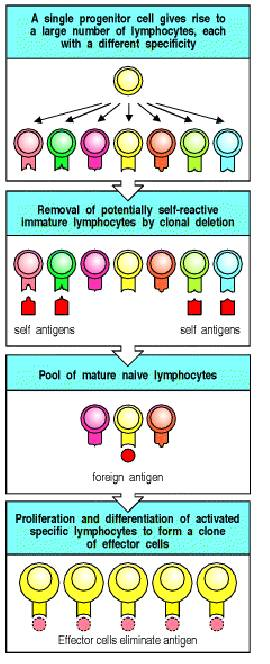 A single progenitor cell gives rise to
a large number of lymphocytes, each
with a different specificity
Removal of potentially self-reactive
immature lymphocytes by clonal deletion
self antigens
self antigens
Pool of mature naive lymphocytes
foreign antigen
Proliferation and differentiation of activated
specific lymphocytes to form a clone
of effector cells
Effector cells eliminate antigen